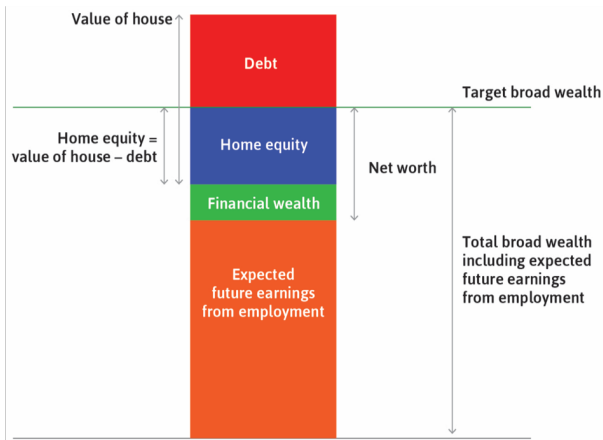 Value of house
Debt
Target broad wealth
Home equity =
value of house – debt
Home equity
Net worth
Financial wealth
Total broad wealth
including expected
future earnings
from employment
Expected
future earnings
from employment